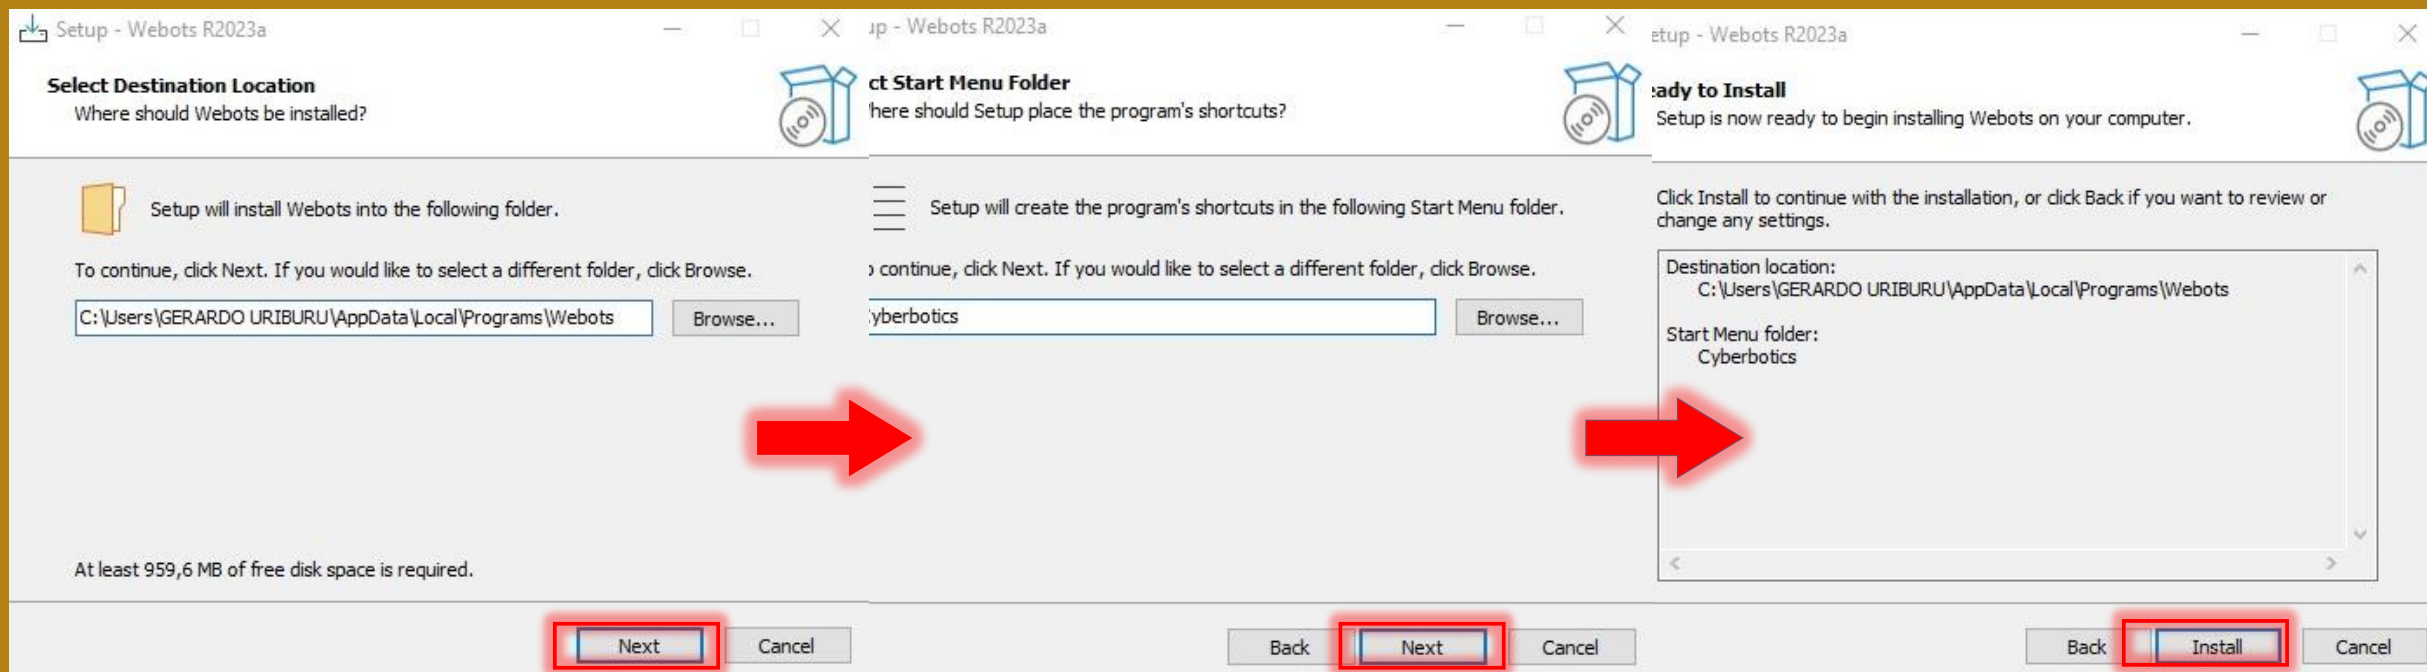 Setup - Webots R2023a
Select Destination Location
Where should Webots be installed?
Setup will install Webots into the following folder.
To continue, click Next. If you would like to select a different folder, click Browse.
C:\Users\GERARDO URIBURU\AppData\Local\Programs\Webots
Browse...
At least 959,6 MB of free disk space is required.
Next
Cancel
up - Webots R2023a
ct Start Menu Folder
here should Setup place the program's shortcuts?
Setup will create the program's shortcuts in the following Start Menu folder.
continue, click Next. If you would like to select a different folder, click Browse.
yberbotics
Browse...
Back
Next
Cancel
etup - Webots R2023a
eady to Install
Setup is now ready to begin installing Webots on your computer.
Click Install to continue with the installation, or click Back if you want to review or
change any settings.
Destination location:
C:\Users\GERARDO URIBURU\AppData\Local\Programs\Webots
Start Menu folder:
Cyberbotics
Back
Install
Cancel